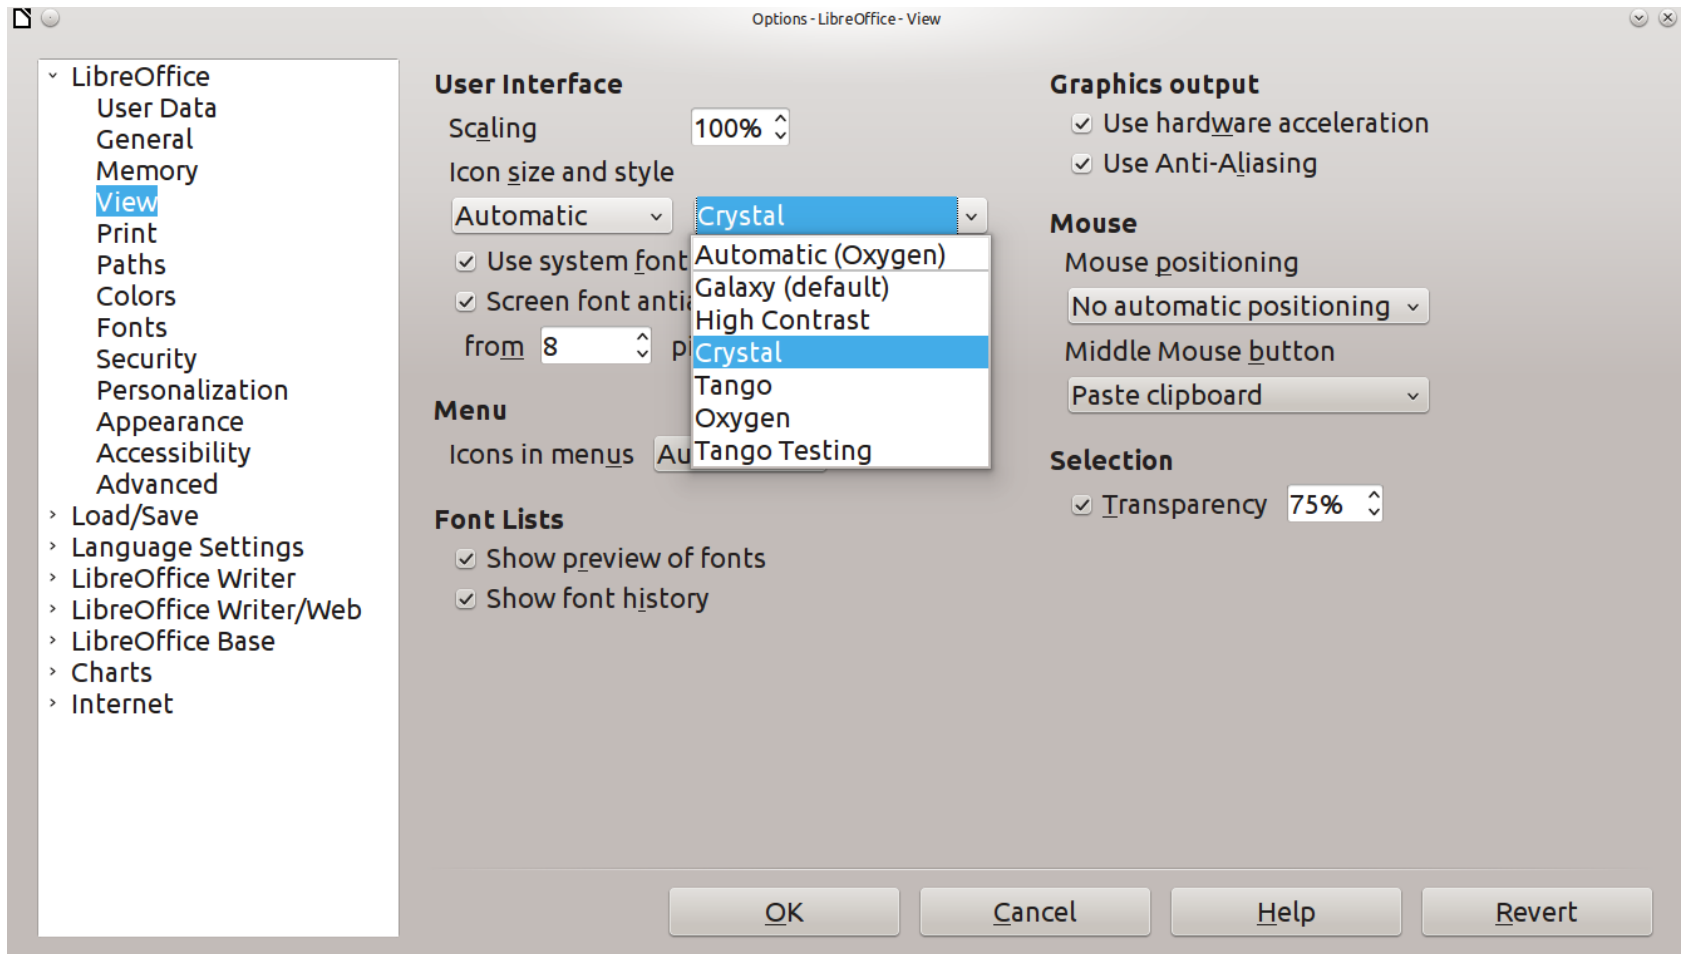 Options - LibreOffice - View
LibreOffice
User Data
General
Memory
View
Print
Paths
Colors
Fonts
Security
Personalization
Appearance
Accessibility
Advanced
Load/Save
Language Settings
LibreOffice Writer
LibreOffice Writer/Web
LibreOffice Base
Charts
Internet
User Interface
Scaling 100%
Icon size and style
Automatic Crystal
Automatic (Oxygen)
Galaxy (default)
High Contrast
Crystal
Tango
Oxygen
Tango Testing
Use system font
Screen font
from 8
Menu
Icons in menus
Font Lists
Show preview of fonts
Show font history
Graphics output
Use hardware acceleration
Use Anti-Aliasing
Mouse
Mouse positioning
No automatic positioning
Middle Mouse button
Paste clipboard
Selection
Transparency 75%
OK Cancel Help Revert